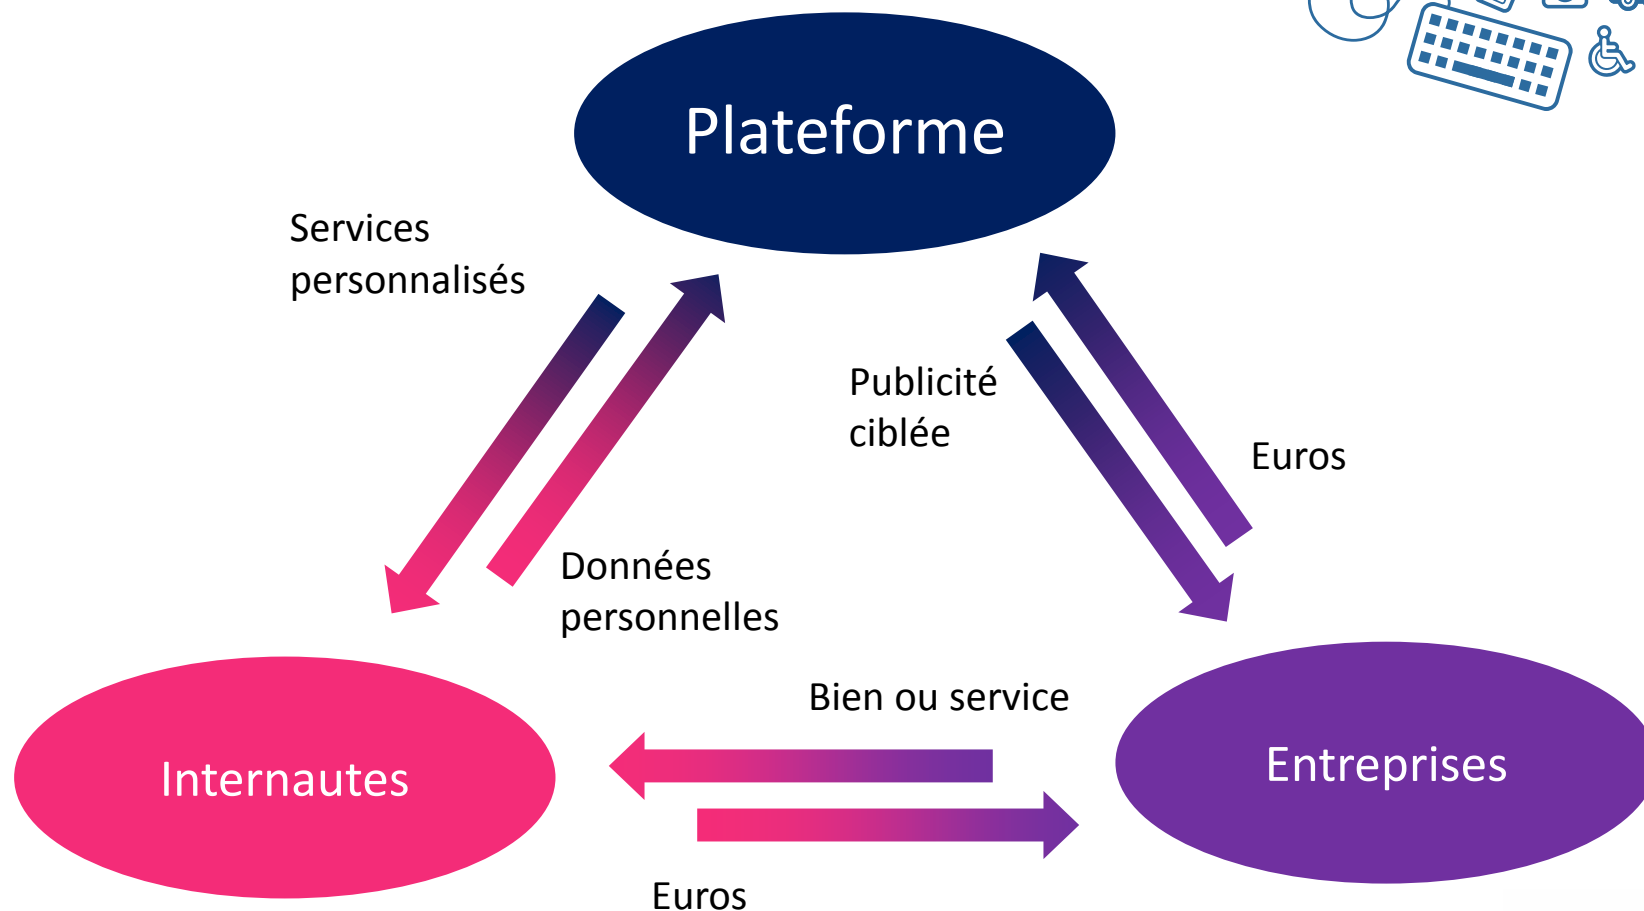 Plateforme
Services
personnalisés
Publicité
ciblée
Euros
Données
personnelles
Bien ou service
Internautes
Entreprises
Euros